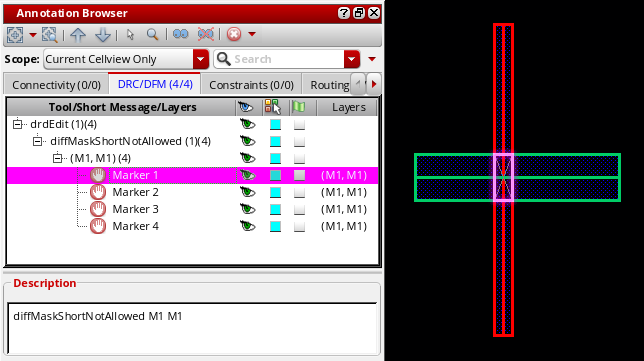 Annotation Browser
Scope: Current Cellview Only Search
Connectivity (0/0) DRC/DFM (4/4) Constraints (0/0) Routing
Tool/Short Message/Layers Layers
drdEdit (1)(4)
diffMaskShortNotAllowed (1)(4)
(M1, M1) (4)
Marker 1 (M1, M1)
Marker 2 (M1, M1)
Marker 3 (M1, M1)
Marker 4 (M1, M1)
Description
diffMaskShortNotAllowed M1 M1